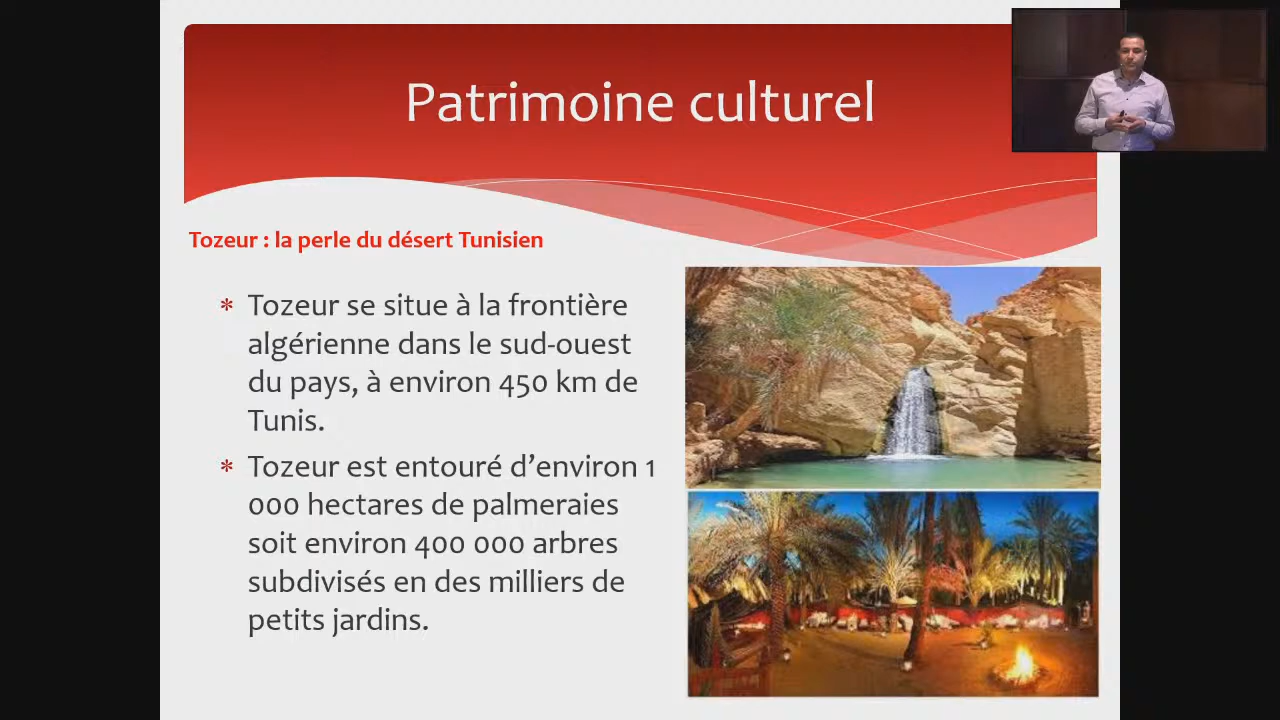 Patrimoine culturel
Tozeur : la perle du désert Tunisien
* Tozeur se situe à la frontière
algérienne dans le sud-ouest
du pays, à environ 450 km de
Tunis.
* Tozeur est entouré d’environ 1
000 hectares de palmeraies
soit environ 400 000 arbres
subdivisés en des milliers de
petits jardins.